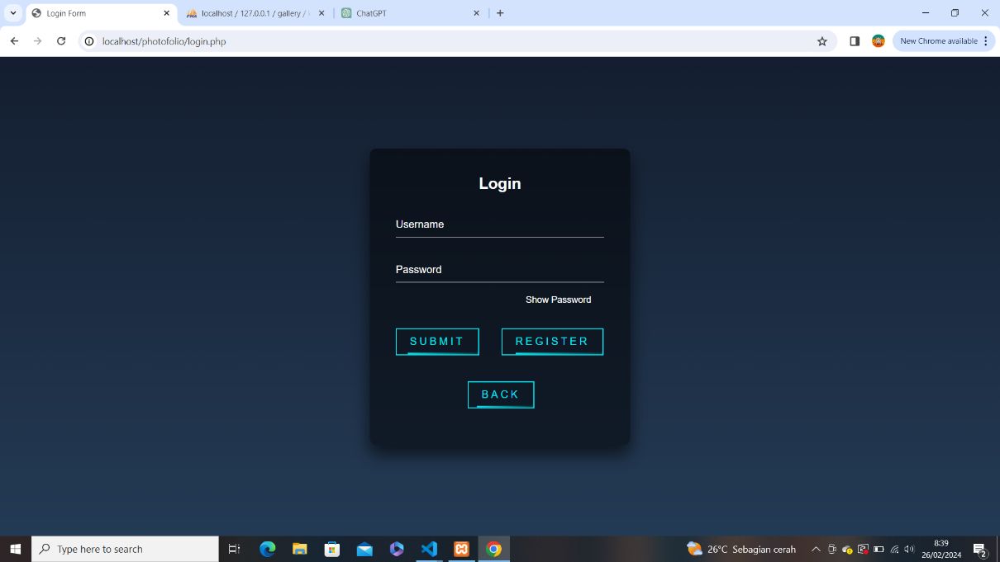 Login Form
localhost / 127.0.0.1 / gallery /
ChatGPT
localhost/photofolio/login.php
New Chrome available
Login
Username
Password
Show Password
SUBMIT
REGISTER
BACK
Type here to search
26°C Sebagian cerah
8:39
26/02/2024
2